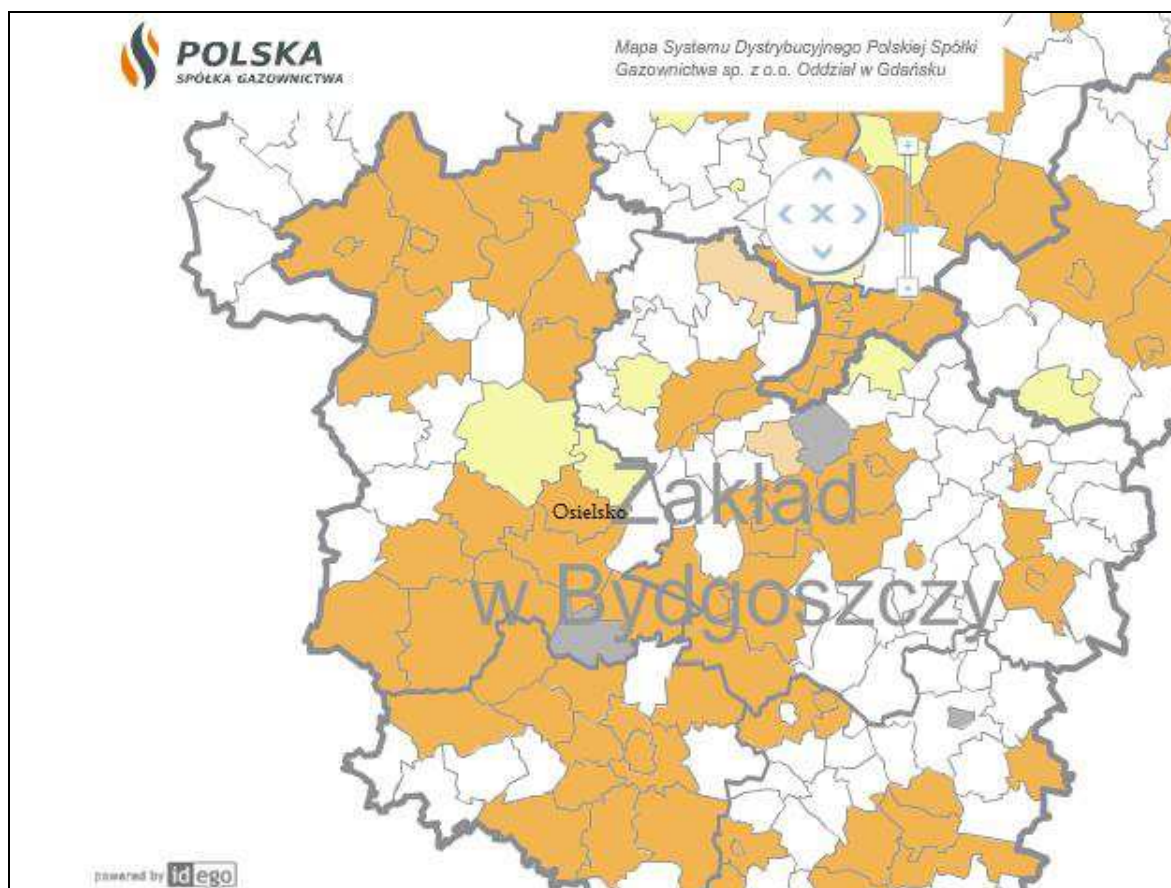 POLSKA
SPÓŁKA GAZOWNICTWA
Mapa Systemu Dystrybucyjnego Polskiej Spółki
Gazownictwa sp. z o.o. Oddział w Gdańsku
Zakład
Osielsko
w Bydgoszczy
powered by idego